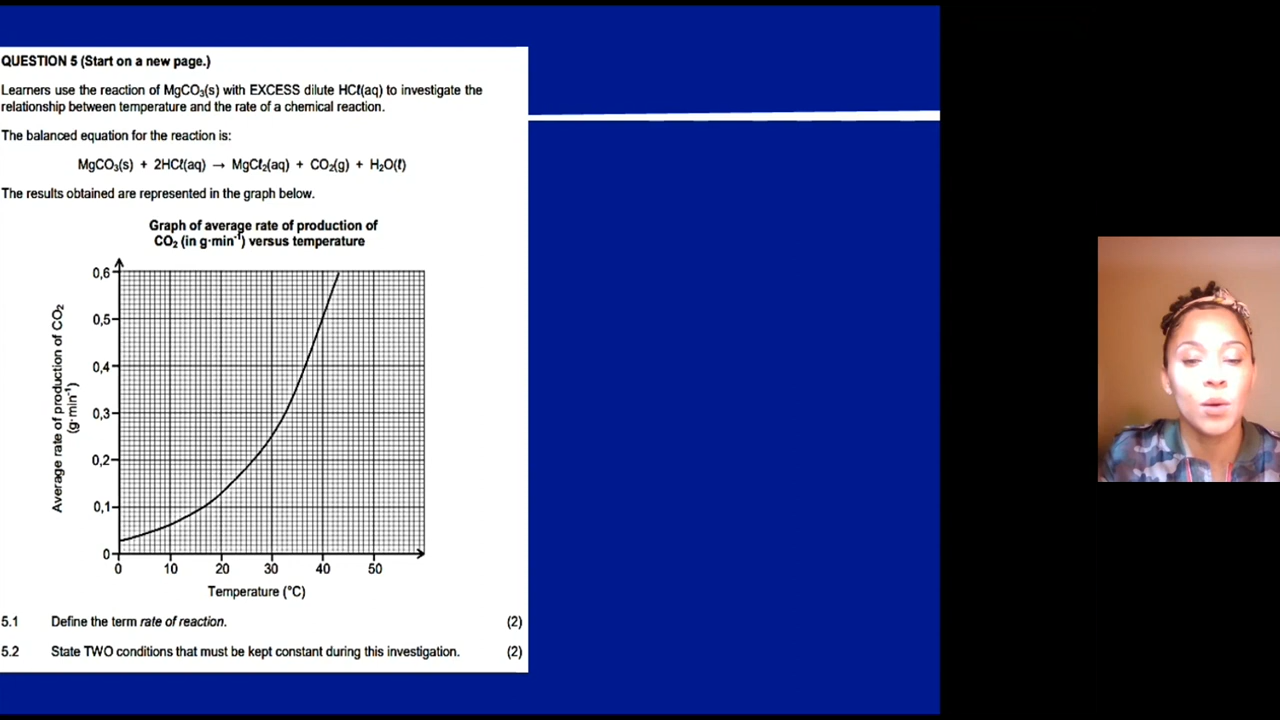 QUESTION 5 (Start on a new page.)
Learners use the reaction of MgCO₃(s) with EXCESS dilute HCℓ(aq) to investigate the
relationship between temperature and the rate of a chemical reaction.
The balanced equation for the reaction is:
MgCO₃(s) + 2HCℓ(aq) → MgCℓ₂(aq) + CO₂(g) + H₂O(ℓ)
The results obtained are represented in the graph below.
Graph of average rate of production of
CO₂ (in g·min⁻¹) versus temperature
Average rate of production of CO₂
(g·min⁻¹)
0,6
0,5
0,4
0,3
0,2
0,1
0
0 10 20 30 40 50
Temperature (°C)
5.1 Define the term rate of reaction. (2)
5.2 State TWO conditions that must be kept constant during this investigation. (2)